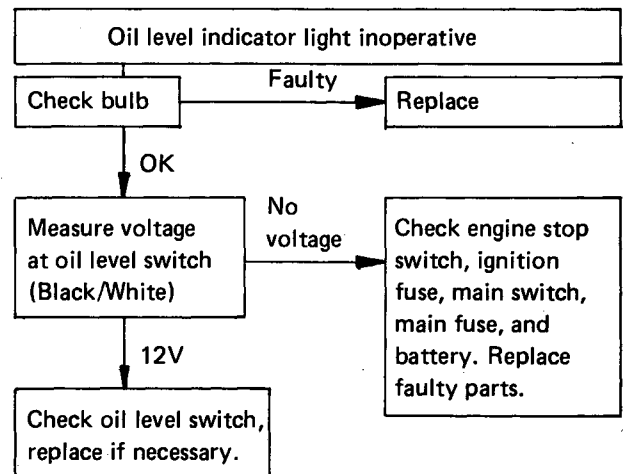 Oil level indicator light inoperative
Check bulb
Faulty
Replace
OK
Measure voltage
at oil level switch
(Black/White)
No
voltage
Check engine stop
switch, ignition
fuse, main switch,
main fuse, and
battery. Replace
faulty parts.
12V
Check oil level switch,
replace if necessary.